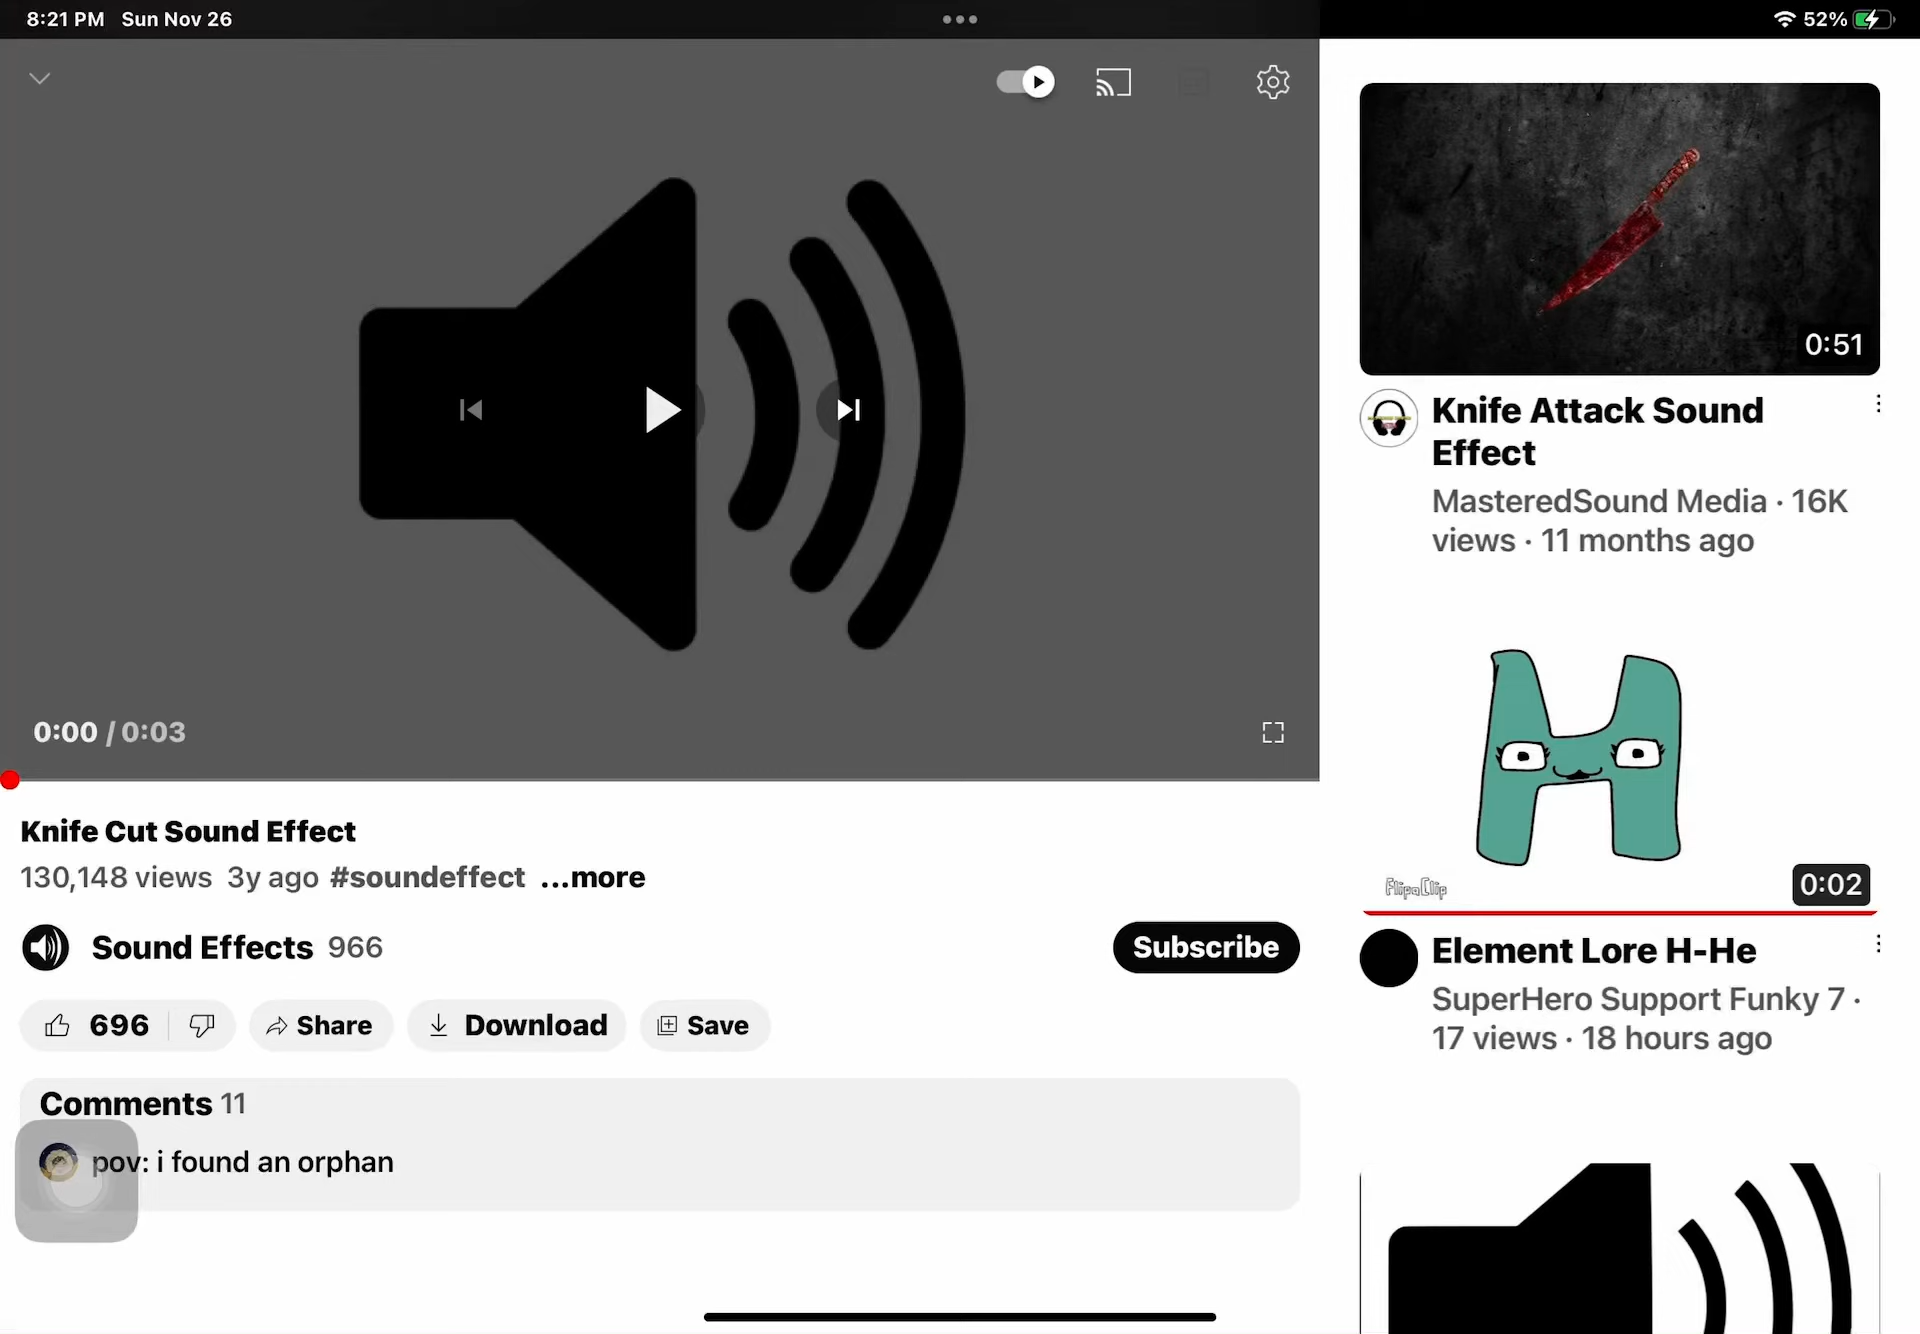 8:21 PM Sun Nov 26
52%
0:00 / 0:03
Knife Cut Sound Effect
130,148 views 3y ago #soundeffect ...more
Sound Effects 966
Subscribe
696
Share
Download
Save
Comments 11
pov: i found an orphan
0:51
Knife Attack Sound
Effect
MasteredSound Media · 16K
views · 11 months ago
FlipaClip
0:02
Element Lore H-He
SuperHero Support Funky 7 ·
17 views · 18 hours ago